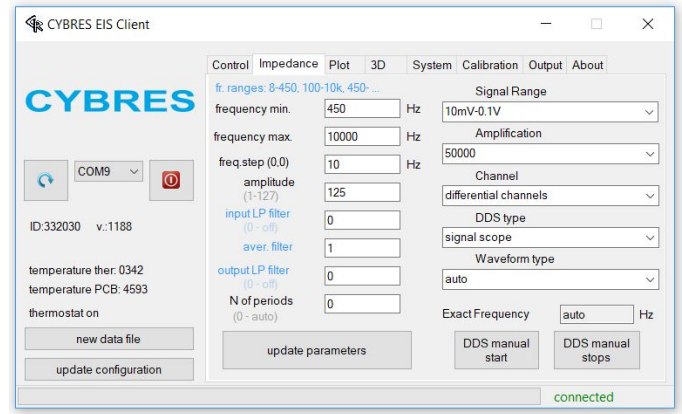 CYBRES EIS Client
Control Impedance Plot 3D System Calibration Output About
CYBRES
COM9
ID:332030 v.:1188
temperature ther: 0342
temperature PCB: 4593
thermostat on
new data file
update configuration
fr. ranges: 8-450, 100-10k, 450- ...
frequency min. 450 Hz
frequency max. 10000 Hz
freq.step (0,0) 10 Hz
amplitude
(1-127)
125
input LP filter
(0 - off)
0
aver. filter 1
output LP filter
(0 - off)
0
N of periods
(0 - auto)
0
update parameters
Signal Range
10mV-0.1V
Amplification
50000
Channel
differential channels
DDS type
signal scope
Waveform type
auto
Exact Frequency auto Hz
DDS manual
start
DDS manual
stops
connected